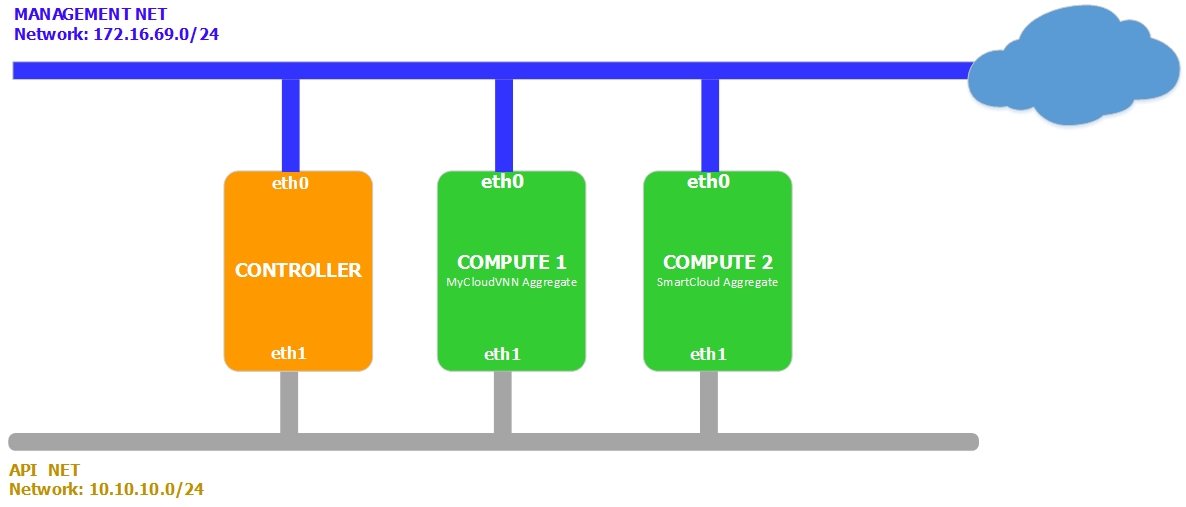 MANAGEMENT NET
Network: 172.16.69.0/24
eth0
eth0
eth0
CONTROLLER
COMPUTE 1
MyCloudVNN Aggregate
COMPUTE 2
SmartCloud Aggregate
eth1
eth1
eth1
API  NET
Network: 10.10.10.0/24